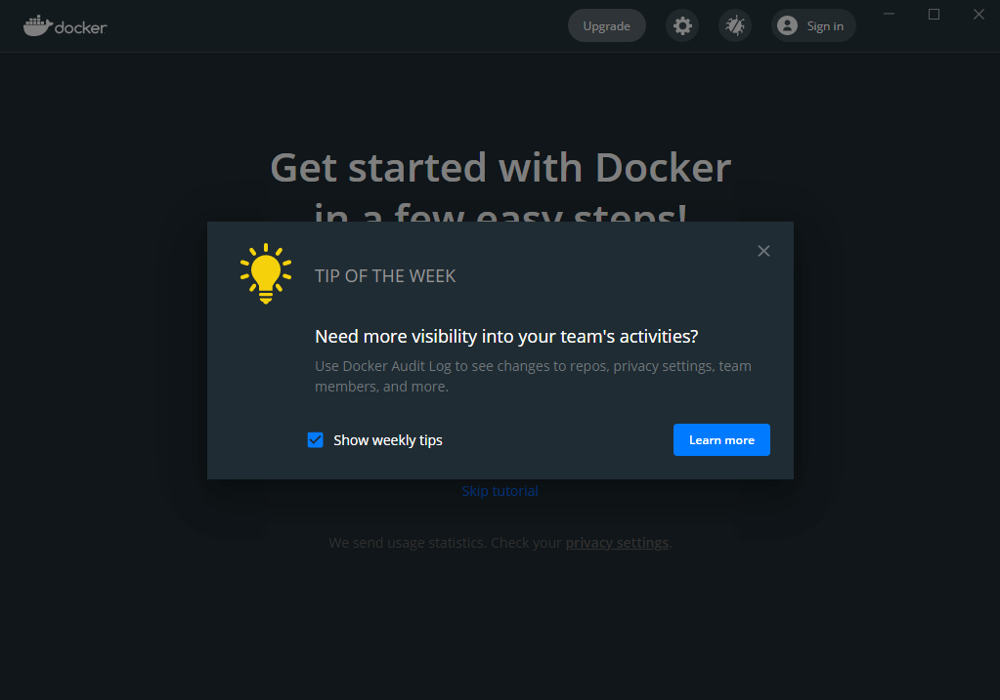 docker
Upgrade
Sign in
Get started with Docker
in a few easy steps!
TIP OF THE WEEK
Need more visibility into your team's activities?
Use Docker Audit Log to see changes to repos, privacy settings, team
members, and more.
Show weekly tips
Learn more
Skip tutorial
We send usage statistics. Check your privacy settings.